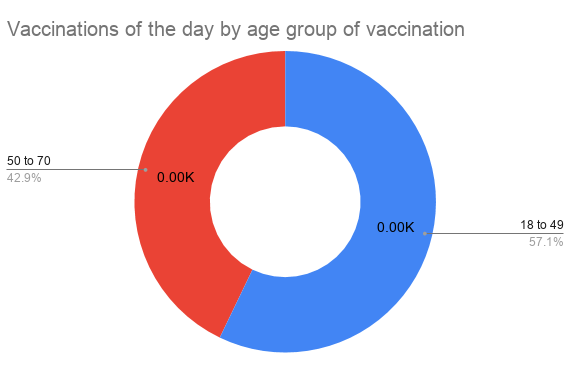 Vaccinations of the day by age group of vaccination
50 to 70
42.9%
0.00K
0.00K
18 to 49
57.1%